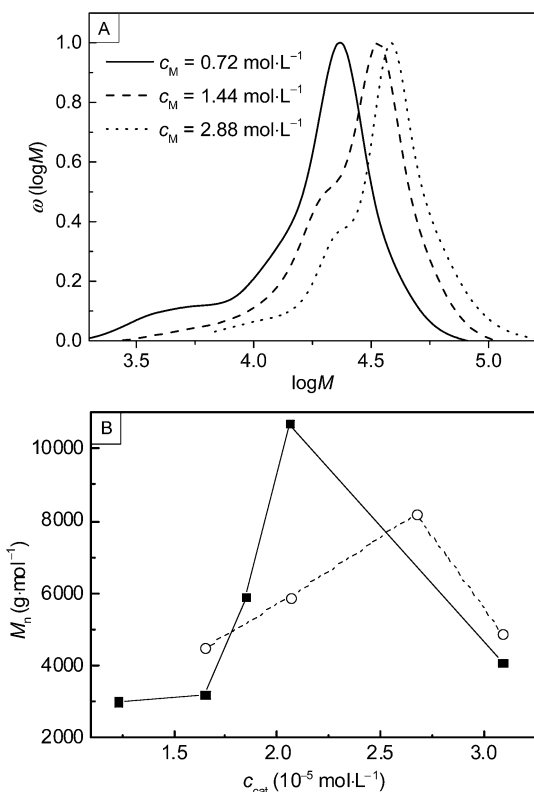 A
c_M = 0.72 mol·L⁻¹
c_M = 1.44 mol·L⁻¹
c_M = 2.88 mol·L⁻¹
ω (logM)
1.0
0.8
0.6
0.4
0.2
0.0
3.5 4.0 4.5 5.0
logM
B
M_n (g·mol⁻¹)
10000
8000
6000
4000
2000
1.5 2.0 2.5 3.0
c_cat (10⁻⁵ mol·L⁻¹)